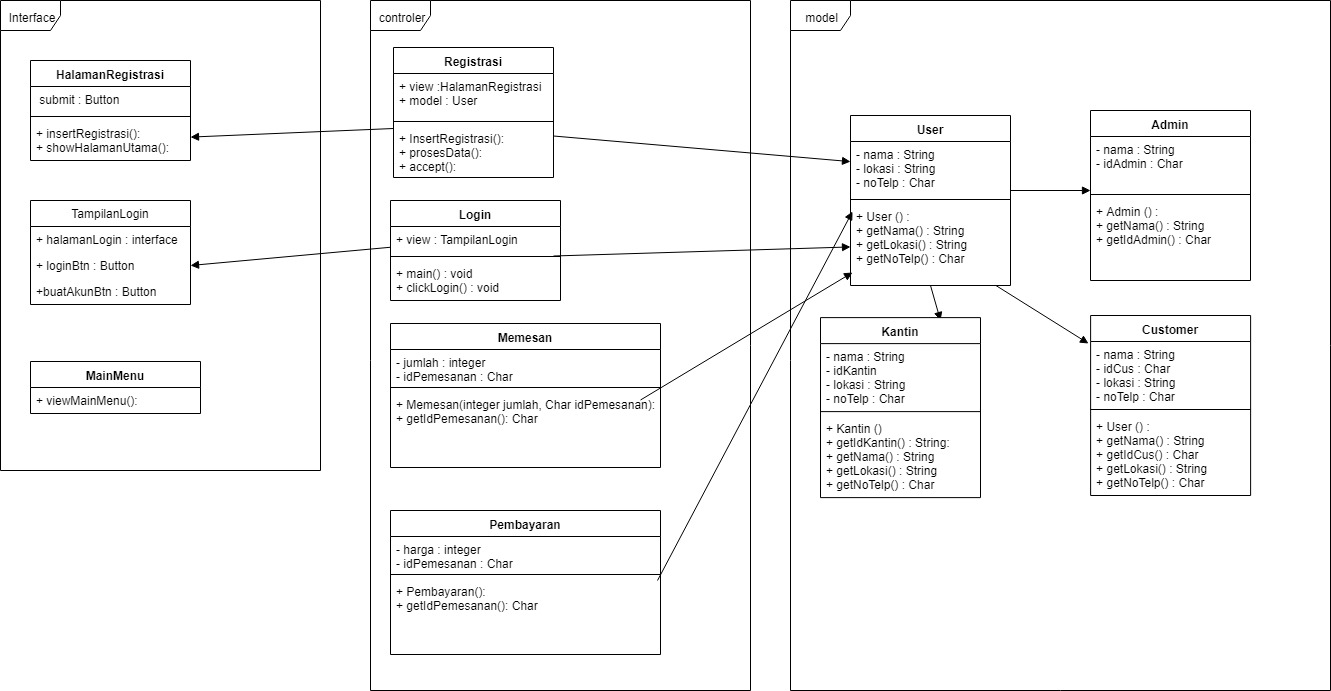 Interface
HalamanRegistrasi
submit : Button
+ insertRegistrasi():
+ showHalamanUtama():
TampilanLogin
+ halamanLogin : interface
+ loginBtn : Button
+buatAkunBtn : Button
MainMenu
+ viewMainMenu():
controler
Registrasi
+ view :HalamanRegistrasi
+ model : User
+ InsertRegistrasi():
+ prosesData():
+ accept():
Login
+ view : TampilanLogin
+ main() : void
+ clickLogin() : void
Memesan
- jumlah : integer
- idPemesanan : Char
+ Memesan(integer jumlah, Char idPemesanan):
+ getIdPemesanan(): Char
Pembayaran
- harga : integer
- idPemesanan : Char
+ Pembayaran():
+ getIdPemesanan(): Char
model
User
- nama : String
- lokasi : String
- noTelp : Char
+ User () :
+ getNama() : String
+ getLokasi() : String
+ getNoTelp() : Char
Admin
- nama : String
- idAdmin : Char
+ Admin () :
+ getNama() : String
+ getIdAdmin() : Char
Kantin
- nama : String
- idKantin
- lokasi : String
- noTelp : Char
+ Kantin ()
+ getIdKantin() : String:
+ getNama() : String
+ getLokasi() : String
+ getNoTelp() : Char
Customer
- nama : String
- idCus : Char
- lokasi : String
- noTelp : Char
+ User () :
+ getNama() : String
+ getIdCus() : Char
+ getLokasi() : String
+ getNoTelp() : Char